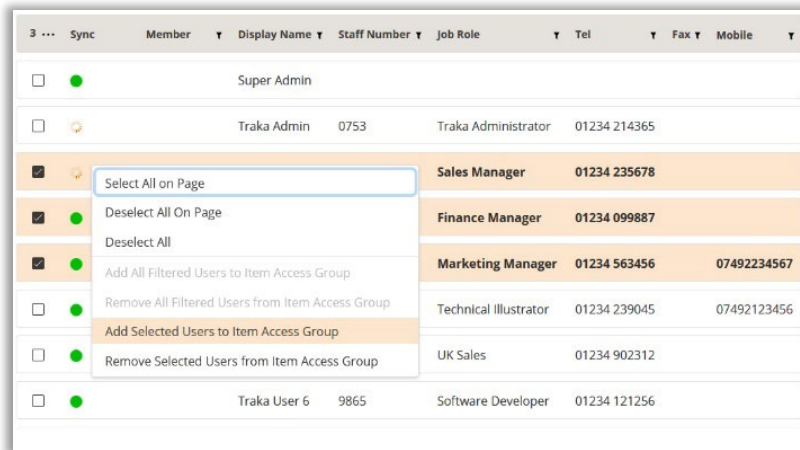 3 ... Sync Member Display Name Staff Number Job Role Tel Fax Mobile
Super Admin
Traka Admin 0753 Traka Administrator 01234 214365
Sales Manager 01234 235678
Select All on Page
Deselect All On Page
Finance Manager 01234 099887
Deselect All
Marketing Manager 01234 563456 07492234567
Add All Filtered Users to Item Access Group
Remove All Filtered Users from Item Access Group
Technical Illustrator 01234 239045 07492123456
Add Selected Users to Item Access Group
UK Sales 01234 902312
Remove Selected Users from Item Access Group
Traka User 6 9865 Software Developer 01234 121256